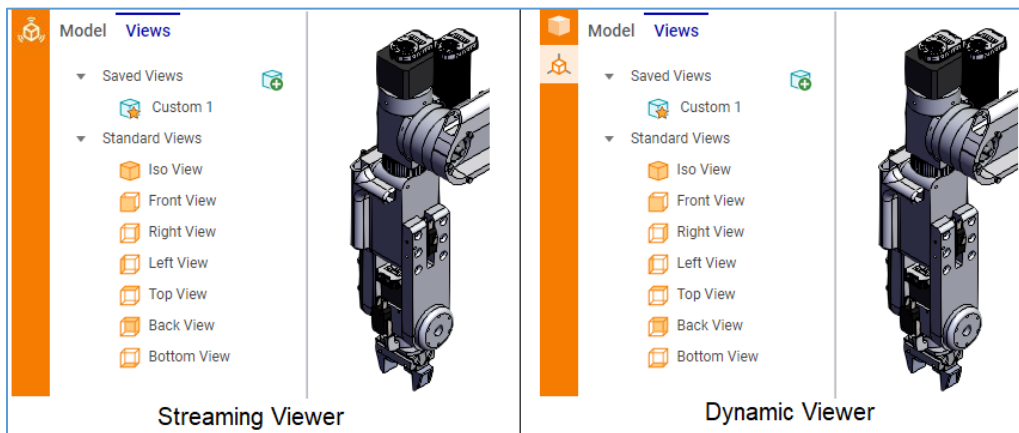 Model Views
Saved Views
Custom 1
Standard Views
Iso View
Front View
Right View
Left View
Top View
Back View
Bottom View
Streaming Viewer
Model Views
Saved Views
Custom 1
Standard Views
Iso View
Front View
Right View
Left View
Top View
Back View
Bottom View
Dynamic Viewer